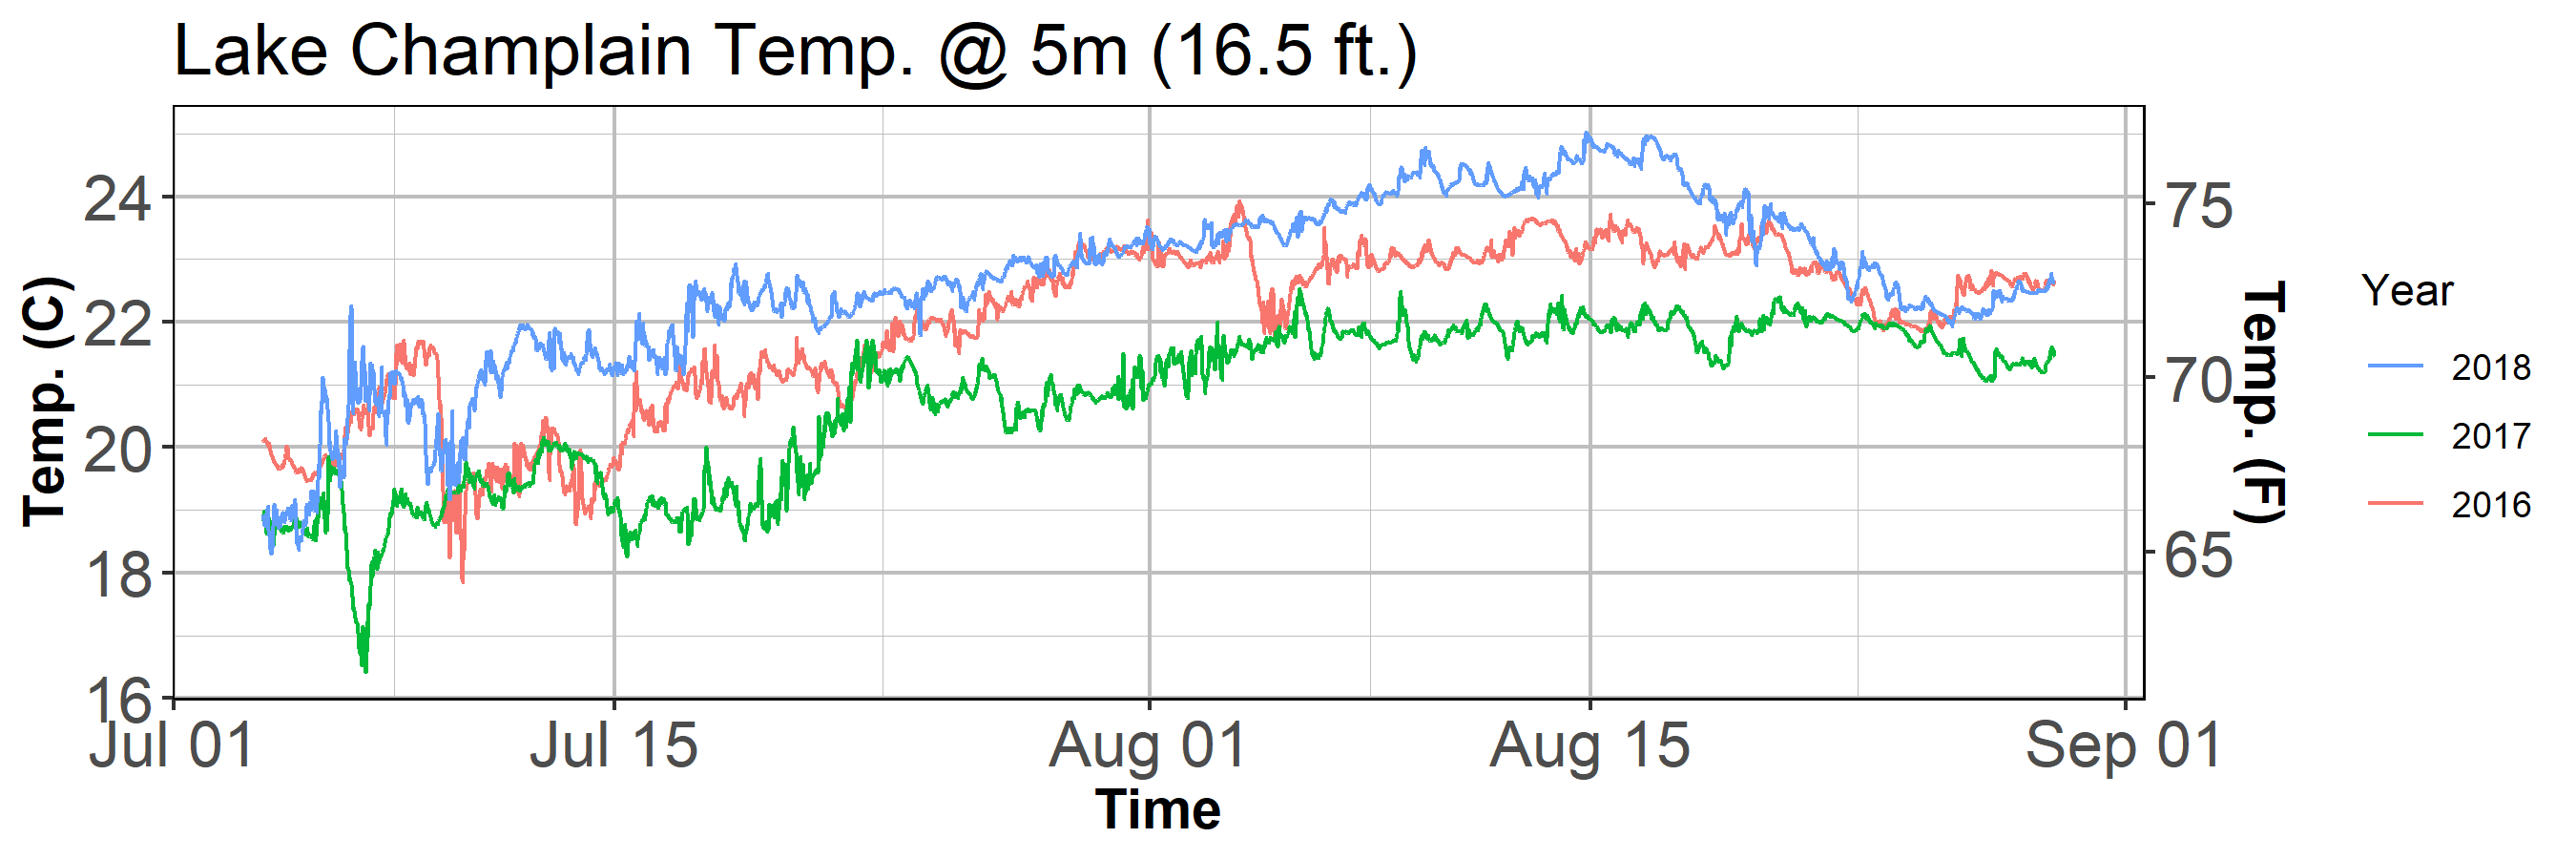 Lake Champlain Temp. @ 5m (16.5 ft.)
Temp. (C)
24
22
20
18
16
Jul 01
Jul 15
Aug 01
Aug 15
Sep 01
Time
75
70
65
Temp. (F)
Year
2018
2017
2016